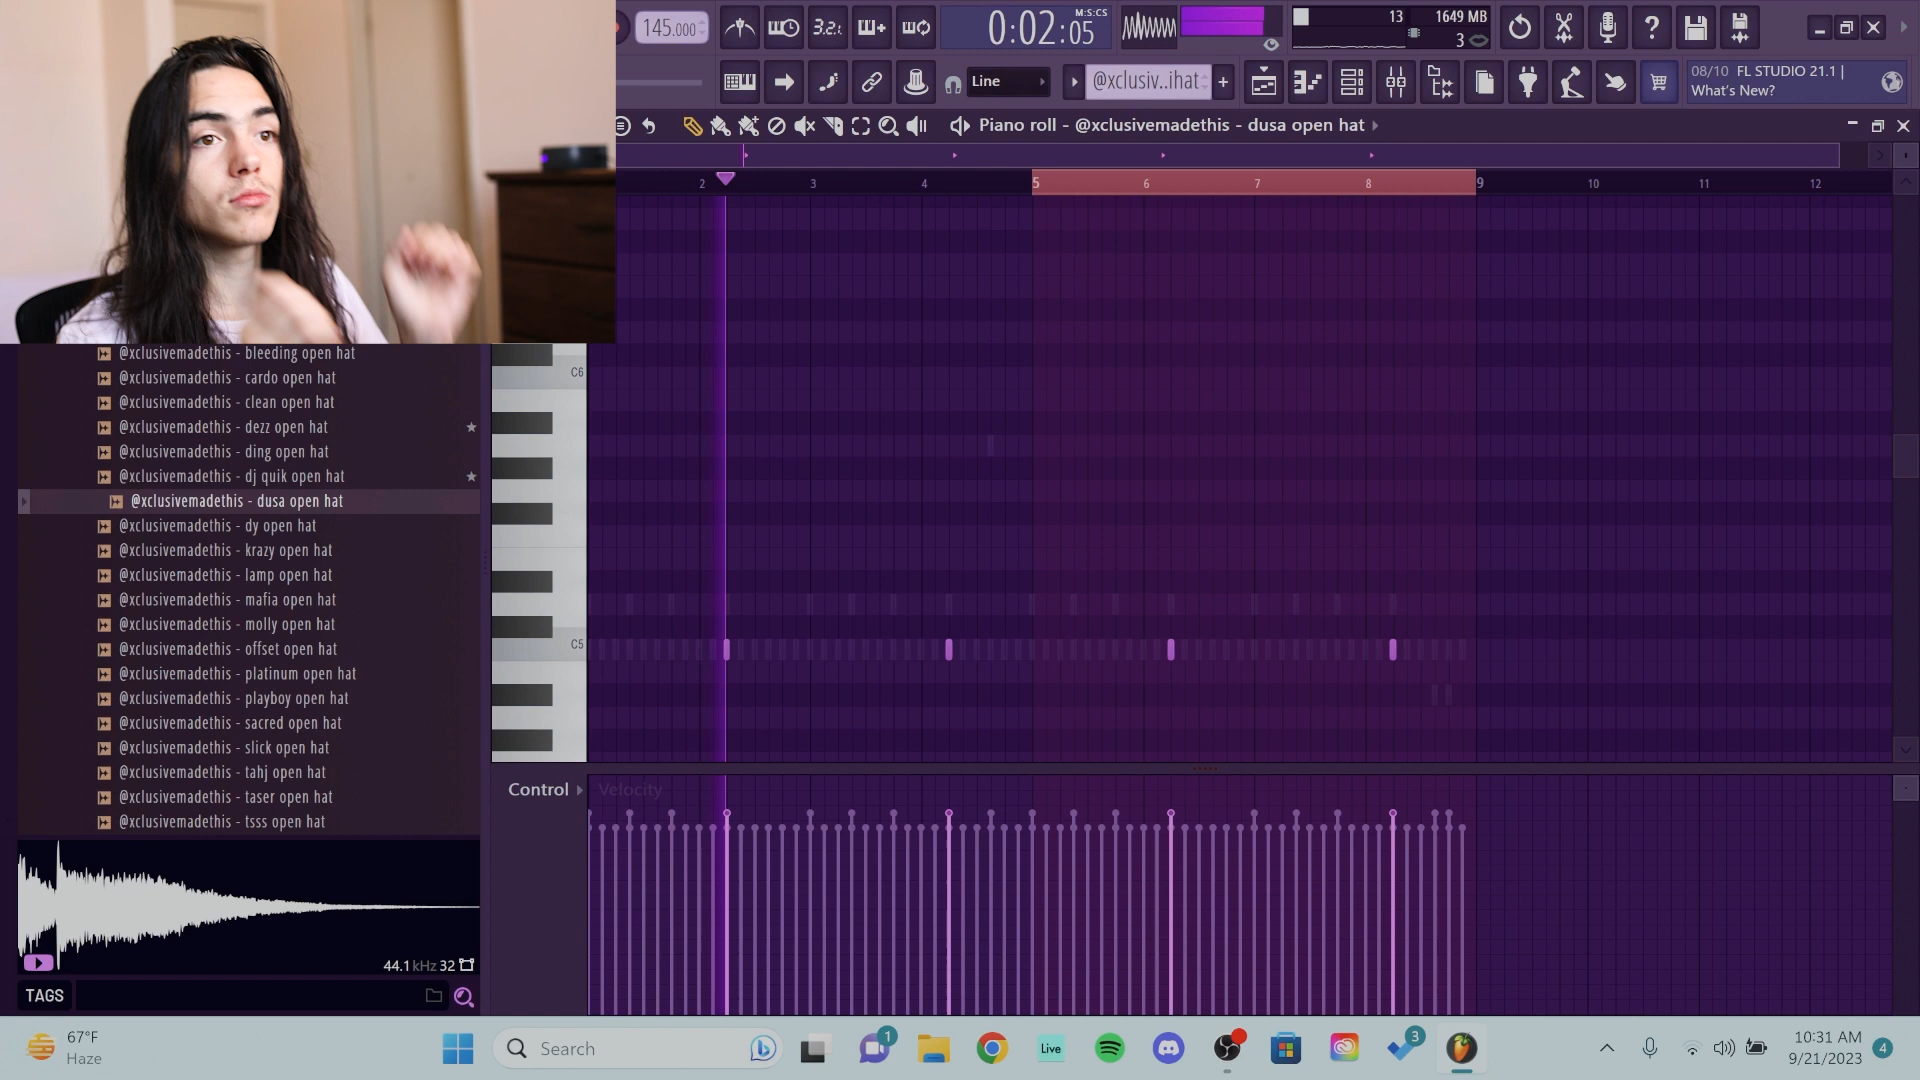 145.000
3.2.
0:02:05
M:S:CS
13
1649 MB
3
Line
@xclusiv..ihat
+
08/10 FL STUDIO 21.1 |
What's New?
Piano roll - @xclusivemadethis - dusa open hat
2 3 4 5 6 7 8 9 10 11 12
@xclusivemadethis - bleeding open hat
@xclusivemadethis - cardo open hat
@xclusivemadethis - clean open hat
@xclusivemadethis - dezz open hat
@xclusivemadethis - ding open hat
@xclusivemadethis - dj quik open hat
@xclusivemadethis - dusa open hat
@xclusivemadethis - dy open hat
@xclusivemadethis - krazy open hat
@xclusivemadethis - lamp open hat
@xclusivemadethis - mafia open hat
@xclusivemadethis - molly open hat
@xclusivemadethis - offset open hat
@xclusivemadethis - platinum open hat
@xclusivemadethis - playboy open hat
@xclusivemadethis - sacred open hat
@xclusivemadethis - slick open hat
@xclusivemadethis - tahj open hat
@xclusivemadethis - taser open hat
@xclusivemadethis - tsss open hat
C6
C5
Control
Velocity
44.1kHz 32
TAGS
67°F
Haze
Search
1
Live
3
10:31 AM
9/21/2023
4